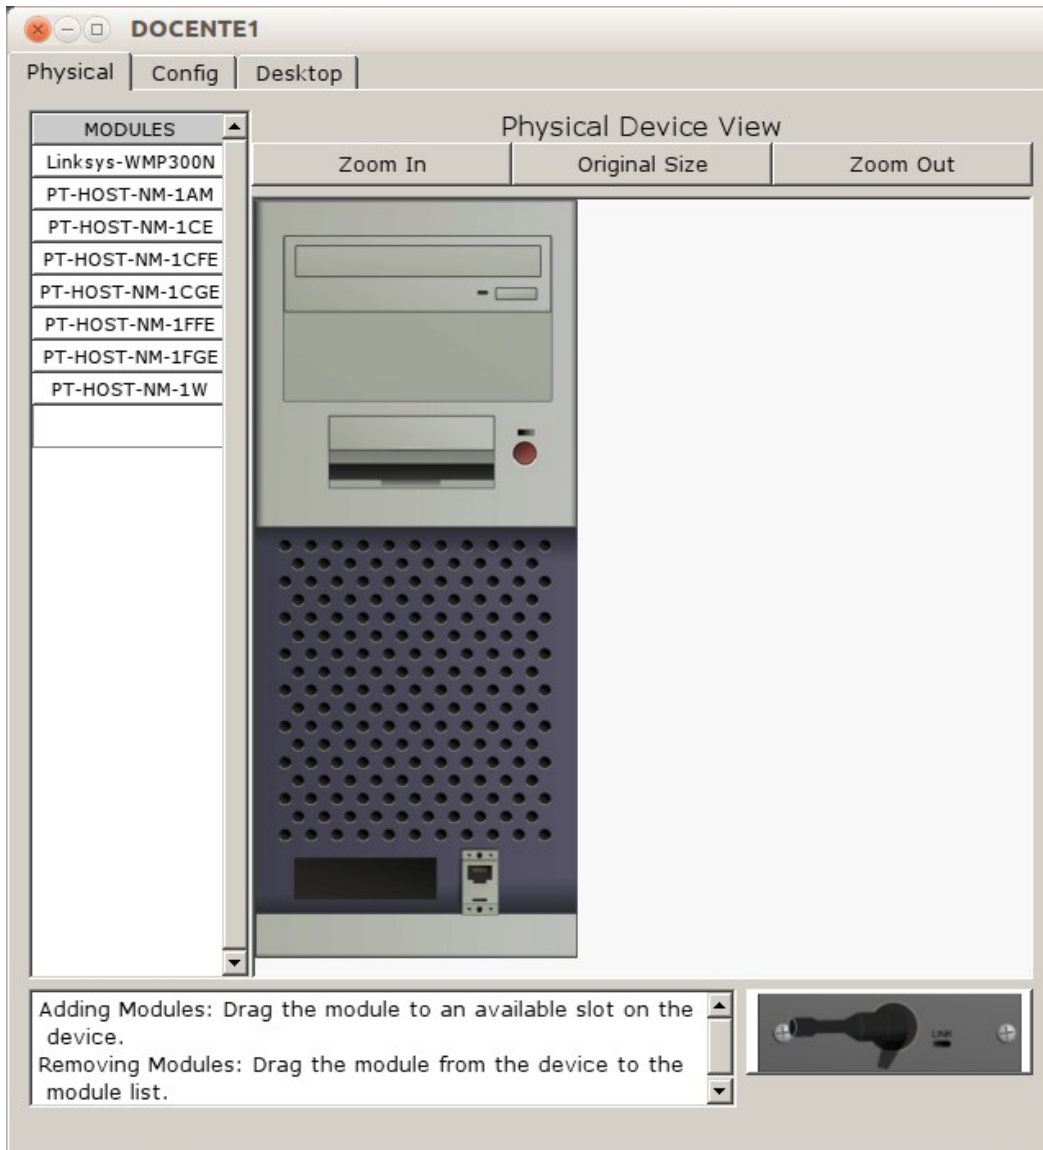 DOCENTE1
Physical
Config
Desktop
MODULES
Linksys-WMP300N
PT-HOST-NM-1AM
PT-HOST-NM-1CE
PT-HOST-NM-1CFE
PT-HOST-NM-1CGE
PT-HOST-NM-1FFE
PT-HOST-NM-1FGE
PT-HOST-NM-1W
Physical Device View
Zoom In
Original Size
Zoom Out
Adding Modules: Drag the module to an available slot on the
device.
Removing Modules: Drag the module from the device to the
module list.
LINK